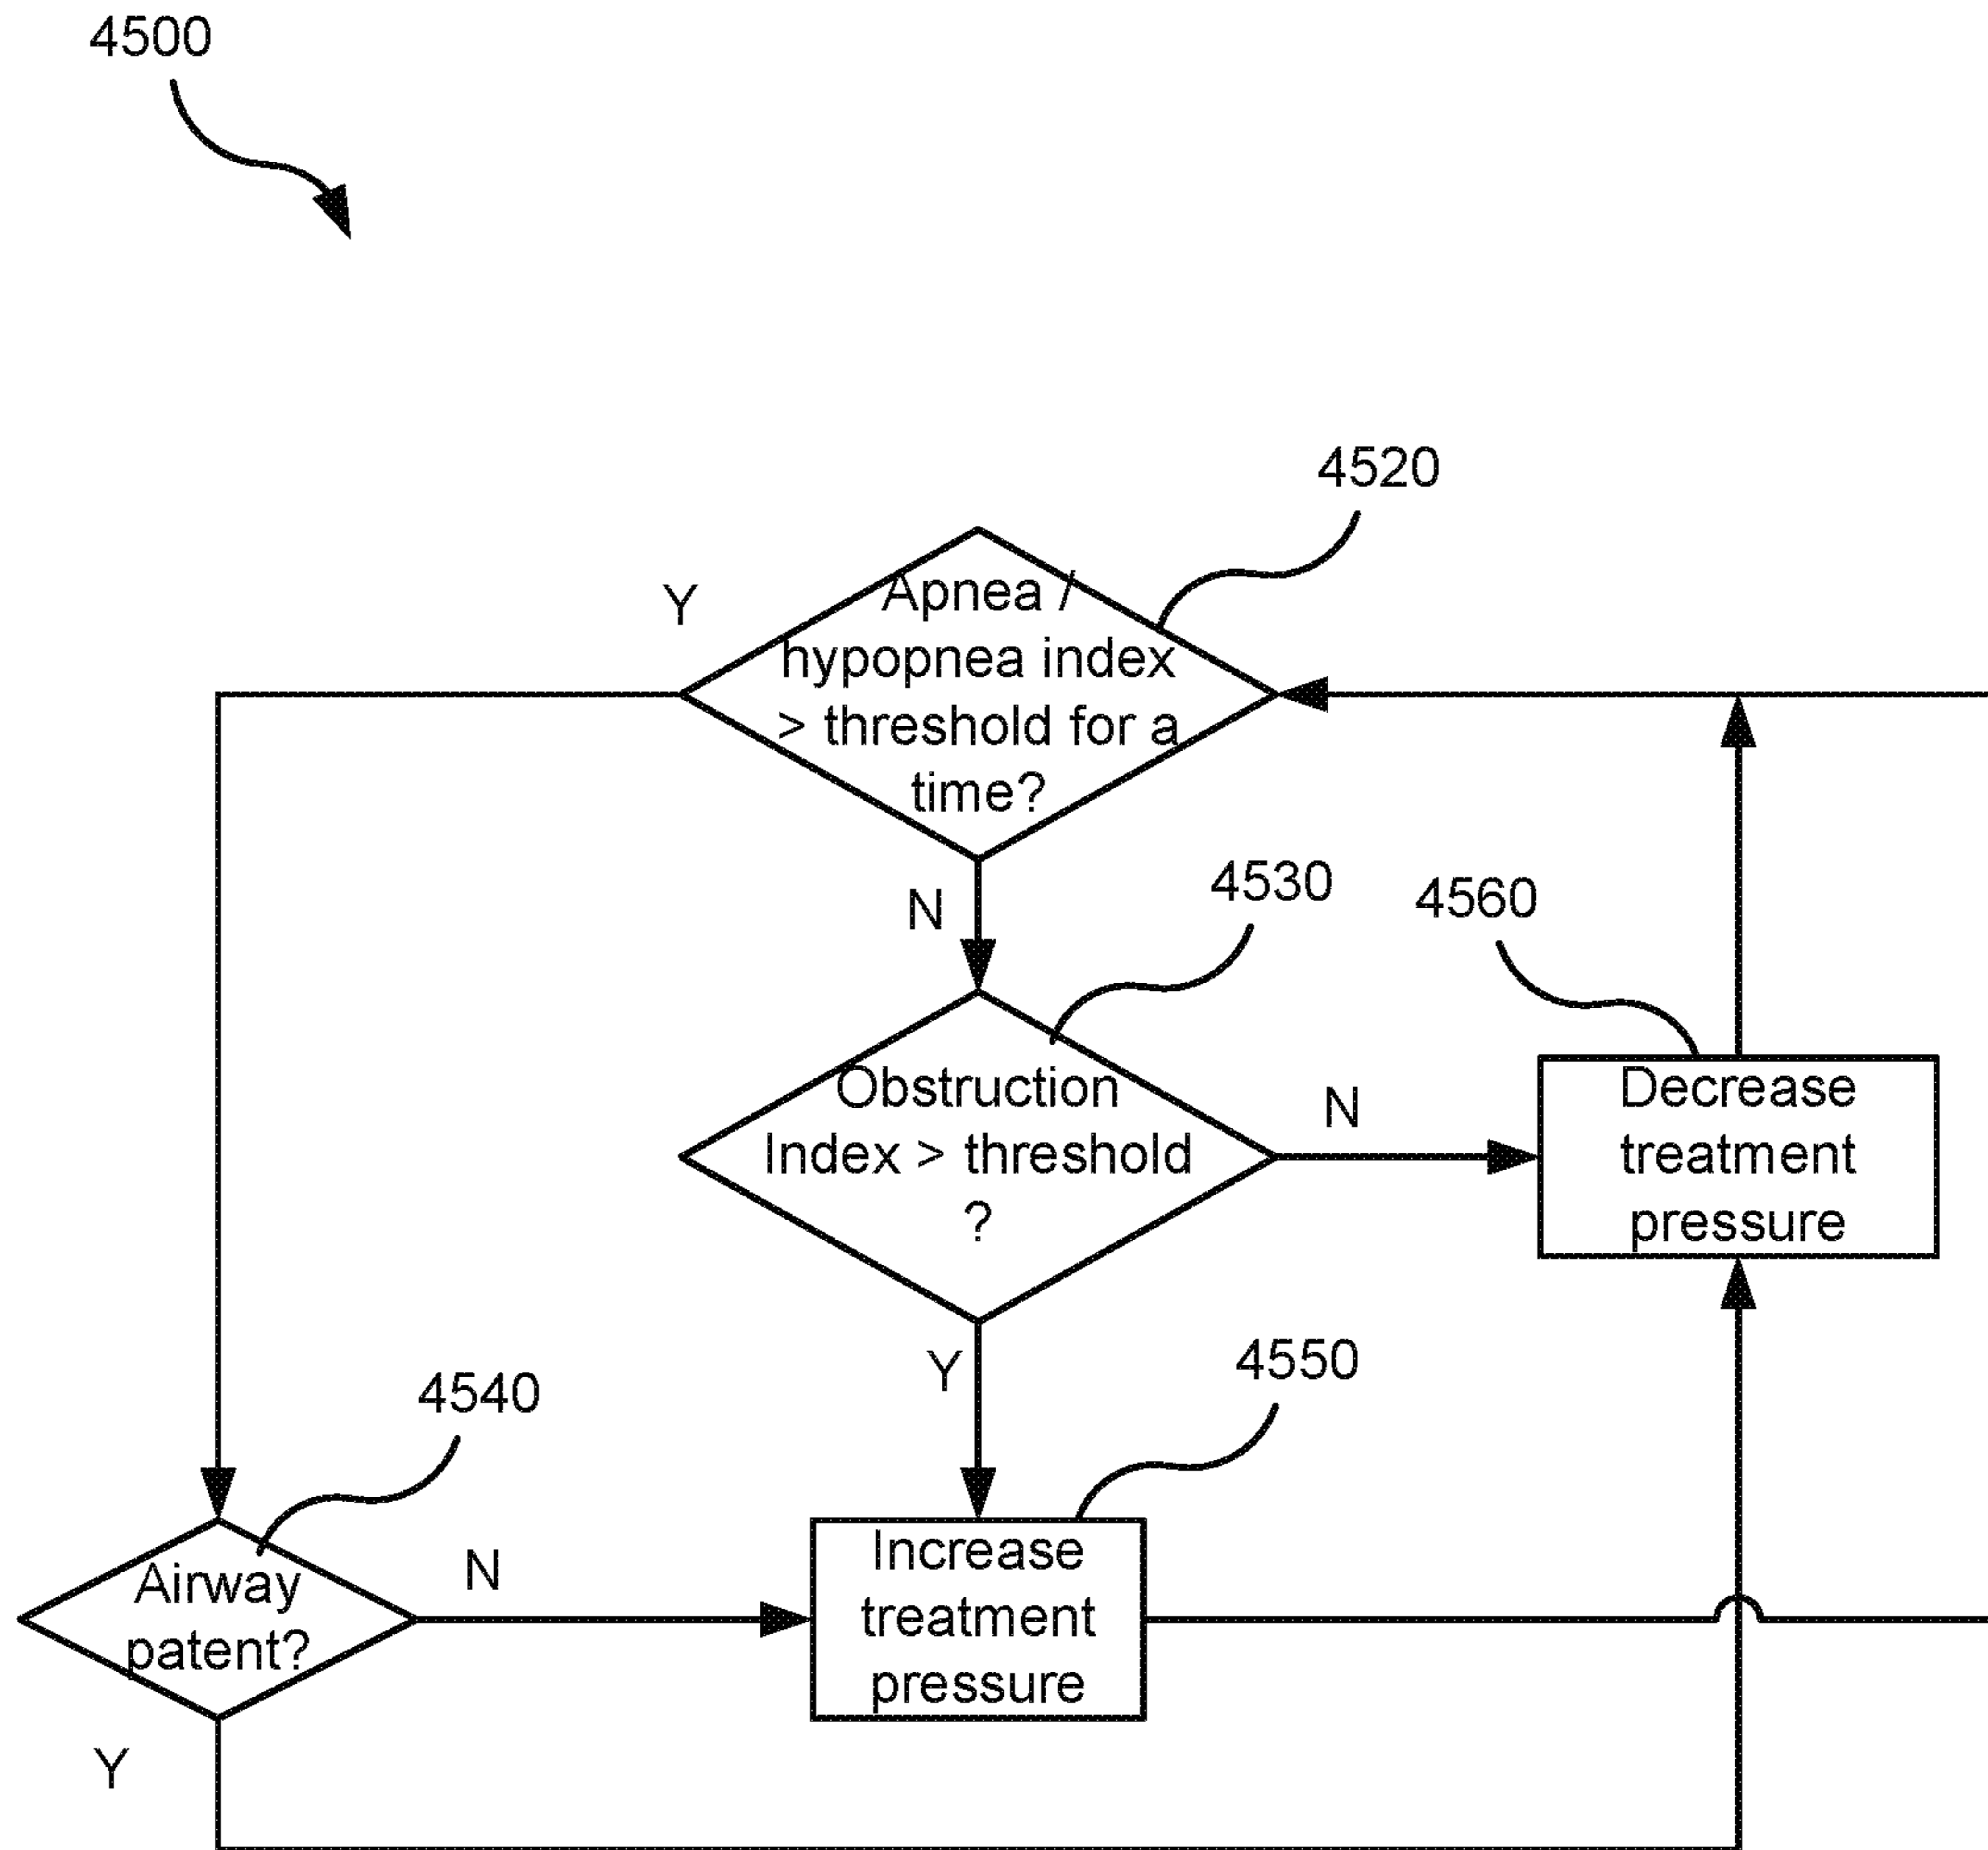 4500
4520
Y
Apnea /
hypopnea index
> threshold for a
time?
N
4530
4560
Obstruction
Index > threshold
?
N
Decrease
treatment
pressure
Y
4550
4540
Airway
patent?
N
Increase
treatment
pressure
Y